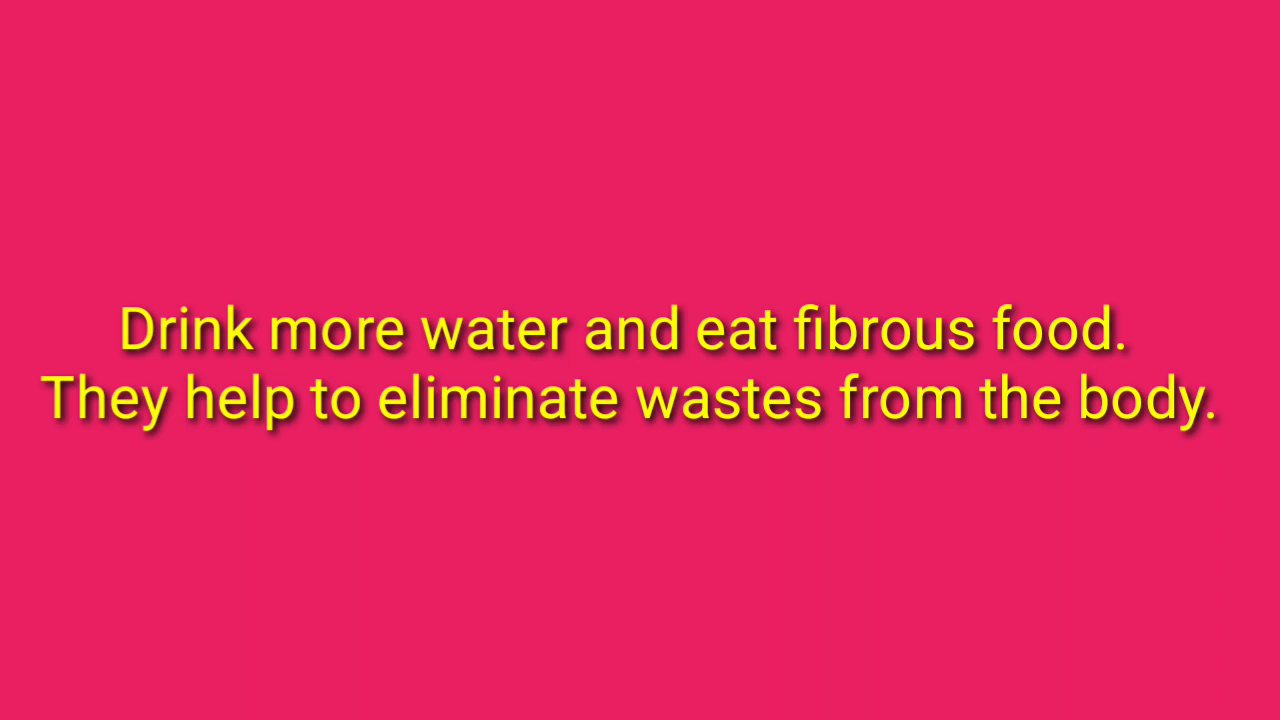 Drink more water and eat fibrous food.
They help to eliminate wastes from the body.